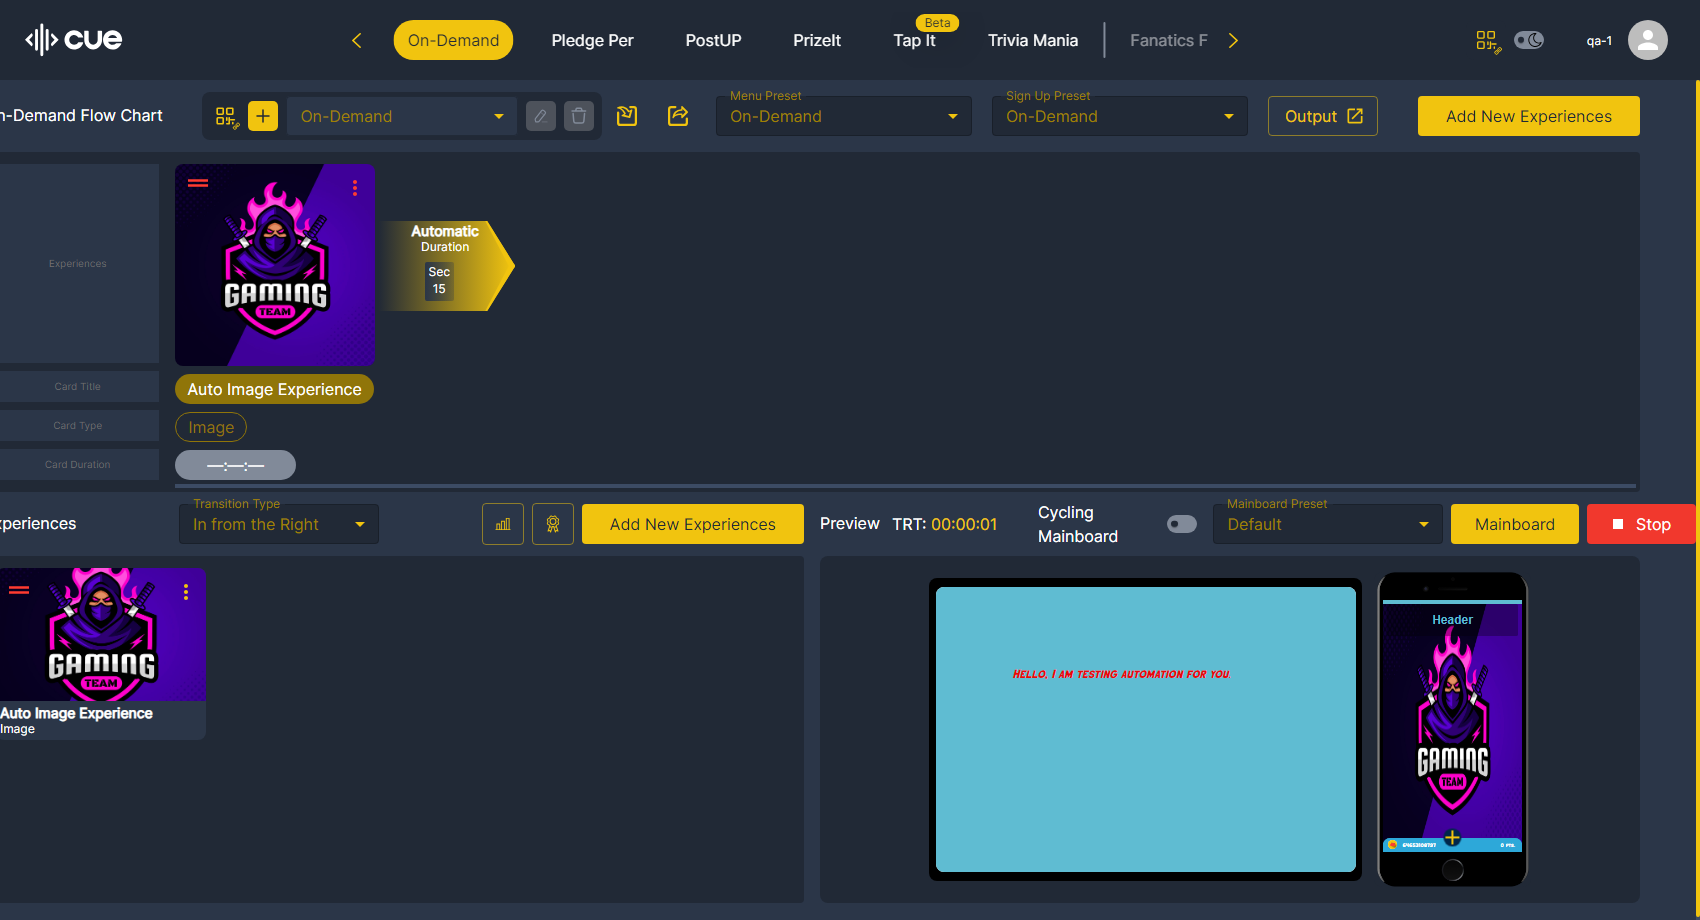 cue
On-Demand
Pledge Per
PostUP
PrizeIt
Beta
Tap It
Trivia Mania
Fanatics F
qa-1
n-Demand Flow Chart
On-Demand
Menu Preset
On-Demand
Sign Up Preset
On-Demand
Output
Add New Experiences
Experiences
GAMING
TEAM
Automatic
Duration
Sec
15
Card Title
Auto Image Experience
Card Type
Image
Card Duration
—:—:—
xperiences
Transition Type
In from the Right
Add New Experiences
Preview
TRT: 00:00:01
Cycling
Mainboard
Mainboard Preset
Default
Mainboard
Stop
GAMING
TEAM
Auto Image Experience
Image
Hello, I am testing automation for you.
Header
GAMING
TEAM
0 PTS.